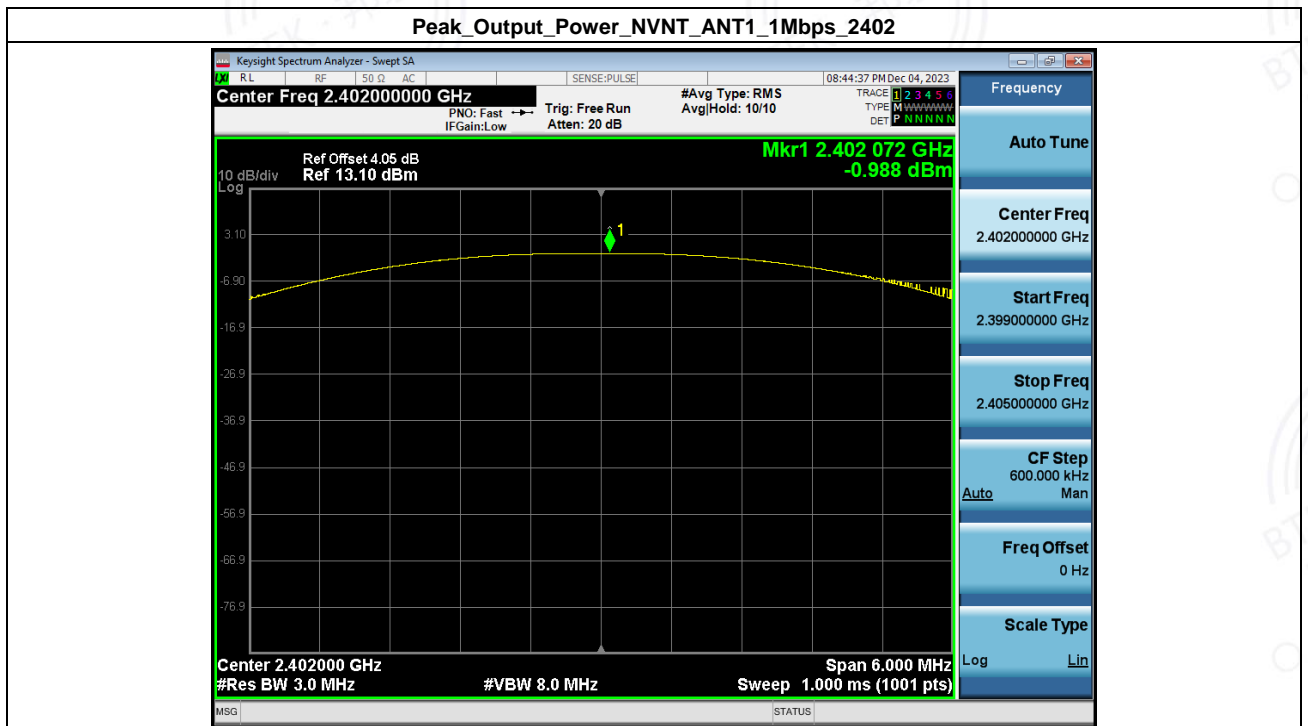 Peak_Output_Power_NVNT_ANT1_1Mbps_2402
Keysight Spectrum Analyzer - Swept SA
LXI RL RF 50 Ω AC SENSE:PULSE 08:44:37 PM Dec 04, 2023
Center Freq 2.402000000 GHz
PNO: Fast
IFGain:Low
Trig: Free Run
Atten: 20 dB
#Avg Type: RMS
Avg|Hold: 10/10
TRACE 1 2 3 4 5 6
TYPE M WWWWW
DET P N N N N N
Frequency
Auto Tune
Center Freq
2.402000000 GHz
Start Freq
2.399000000 GHz
Stop Freq
2.405000000 GHz
CF Step
600.000 kHz
Auto Man
Freq Offset
0 Hz
Scale Type
Log Lin
Mkr1 2.402 072 GHz
-0.988 dBm
Ref Offset 4.05 dB
10 dB/div Ref 13.10 dBm
Log
1
3.10
-6.90
-16.9
-26.9
-36.9
-46.9
-56.9
-66.9
-76.9
Center 2.402000 GHz Span 6.000 MHz
#Res BW 3.0 MHz #VBW 8.0 MHz Sweep 1.000 ms (1001 pts)
MSG STATUS